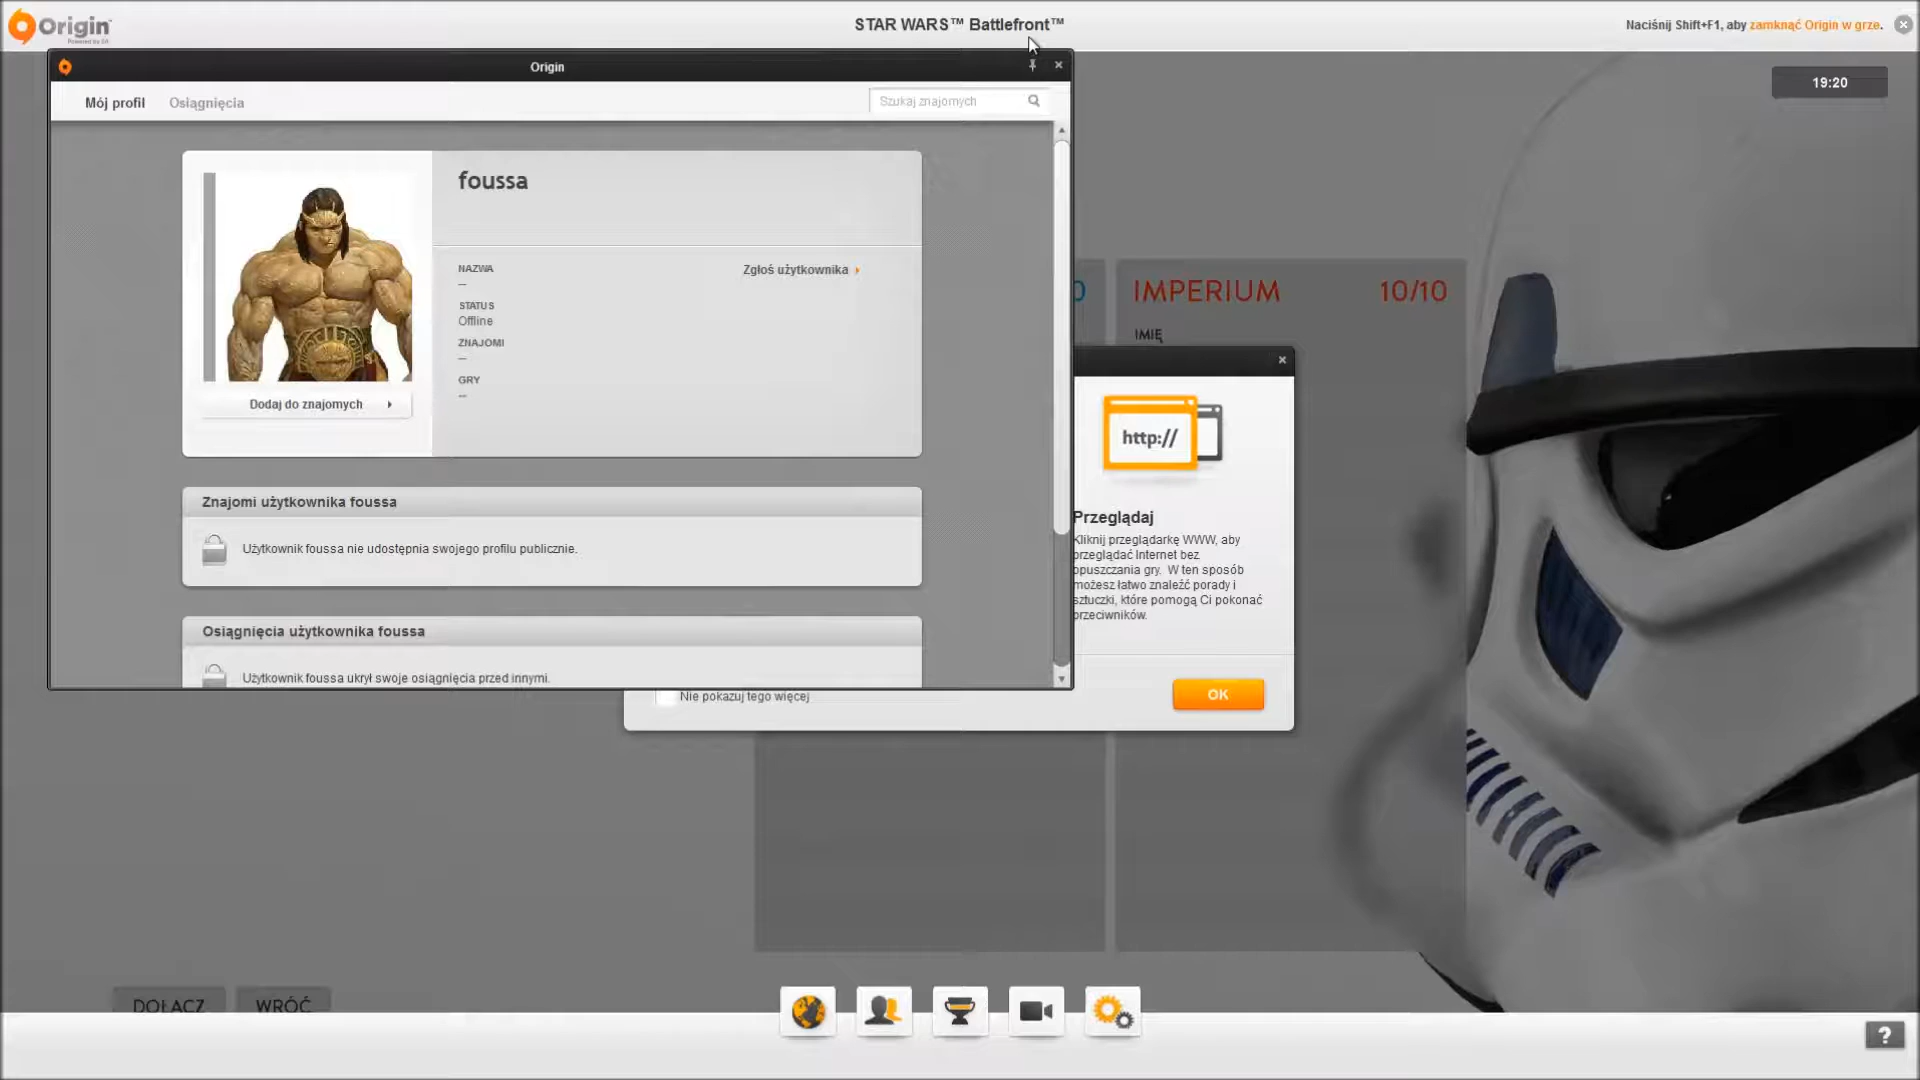 Origin
Powered by EA
STAR WARS™ Battlefront™
Naciśnij Shift+F1, aby zamknąć Origin w grze.
19:20
Origin
Mój profil
Osiągnięcia
Szukaj znajomych
foussa
NAZWA
--
Zgłoś użytkownika
STATUS
Offline
ZNAJOMI
--
GRY
--
Dodaj do znajomych
Znajomi użytkownika foussa
Użytkownik foussa nie udostępnia swojego profilu publicznie.
Osiągnięcia użytkownika foussa
Użytkownik foussa ukrył swoje osiągnięcia przed innymi.
0
IMPERIUM
10/10
IMIĘ
http://
Przeglądaj
Kliknij przeglądarkę WWW, aby
przeglądać Internet bez
opuszczania gry. W ten sposób
możesz łatwo znaleźć porady i
sztuczki, które pomogą Ci pokonać
przeciwników.
Nie pokazuj tego więcej
OK
DOŁĄCZ
WRÓĆ
?